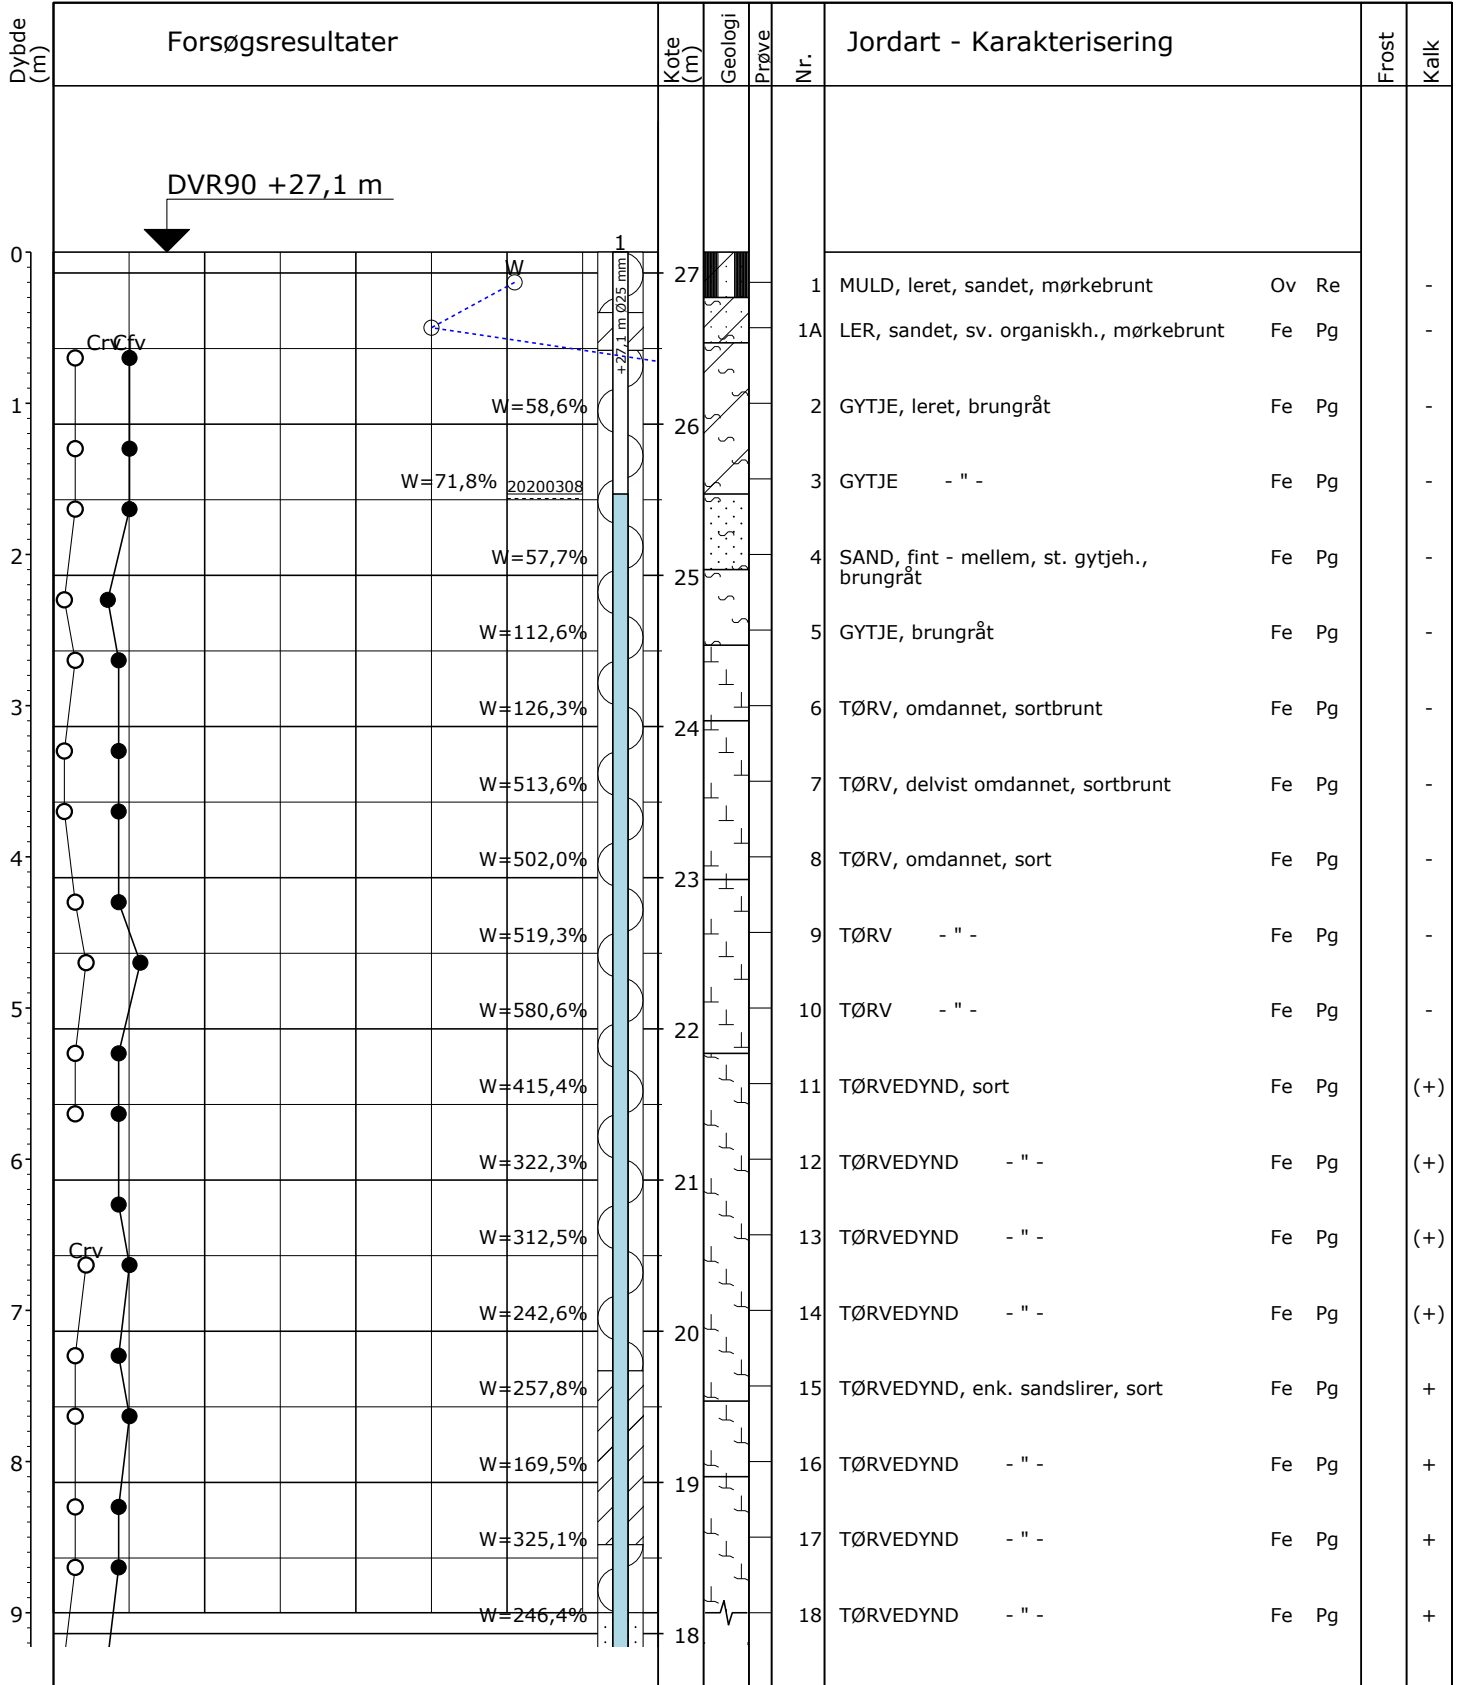 Dybde (m)
Forsøgsresultater
Kote (m)
Geologi
Prøve
Nr.
Jordart - Karakterisering
Frost
Kalk
DVR90 +27,1 m
0
1
W
+27,1 m Ø25 mm
27
1 MULD, leret, sandet, mørkebrunt Ov Re -
1A LER, sandet, sv. organiskh., mørkebrunt Fe Pg -
Crv Cfv
1 W=58,6% 26 2 GYTJE, leret, brungråt Fe Pg -
W=71,8% 20200308 3 GYTJE - " - Fe Pg -
2 W=57,7% 25 4 SAND, fint - mellem, st. gytjeh., Fe Pg -
brungråt
W=112,6% 5 GYTJE, brungråt Fe Pg -
3 W=126,3% 24 6 TØRV, omdannet, sortbrunt Fe Pg -
W=513,6% 7 TØRV, delvist omdannet, sortbrunt Fe Pg -
4 W=502,0% 23 8 TØRV, omdannet, sort Fe Pg -
W=519,3% 9 TØRV - " - Fe Pg -
5 W=580,6% 22 10 TØRV - " - Fe Pg -
W=415,4% 11 TØRVEDYND, sort Fe Pg (+)
6 W=322,3% 21 12 TØRVEDYND - " - Fe Pg (+)
W=312,5% 13 TØRVEDYND - " - Fe Pg (+)
Crv
7 W=242,6% 20 14 TØRVEDYND - " - Fe Pg (+)
W=257,8% 15 TØRVEDYND, enk. sandslirer, sort Fe Pg +
8 W=169,5% 19 16 TØRVEDYND - " - Fe Pg +
W=325,1% 17 TØRVEDYND - " - Fe Pg +
9 W=246,4% 18 18 TØRVEDYND - " - Fe Pg +